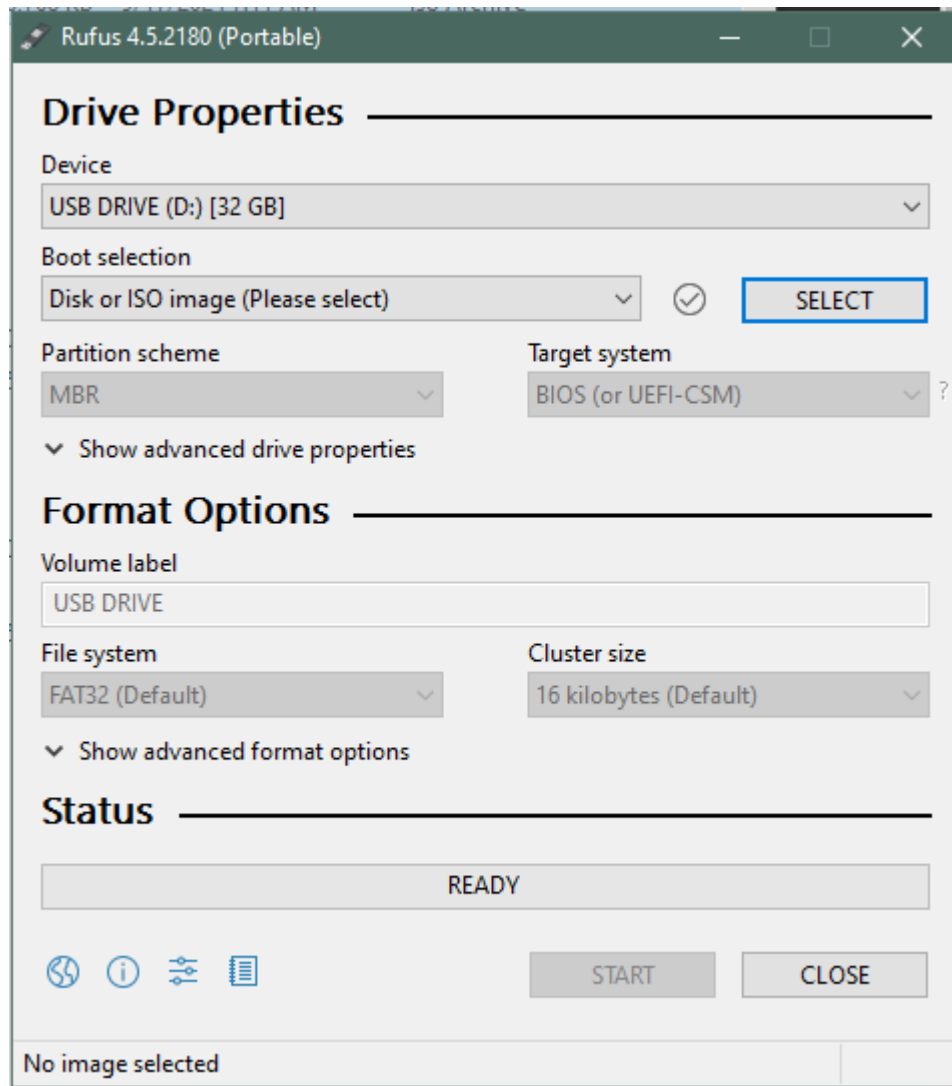 Rufus 4.5.2180 (Portable)
Drive Properties
Device
USB DRIVE (D:) [32 GB]
Boot selection
Disk or ISO image (Please select)
SELECT
Partition scheme
Target system
MBR
BIOS (or UEFI-CSM)
?
Show advanced drive properties
Format Options
Volume label
USB DRIVE
File system
Cluster size
FAT32 (Default)
16 kilobytes (Default)
Show advanced format options
Status
READY
START
CLOSE
No image selected